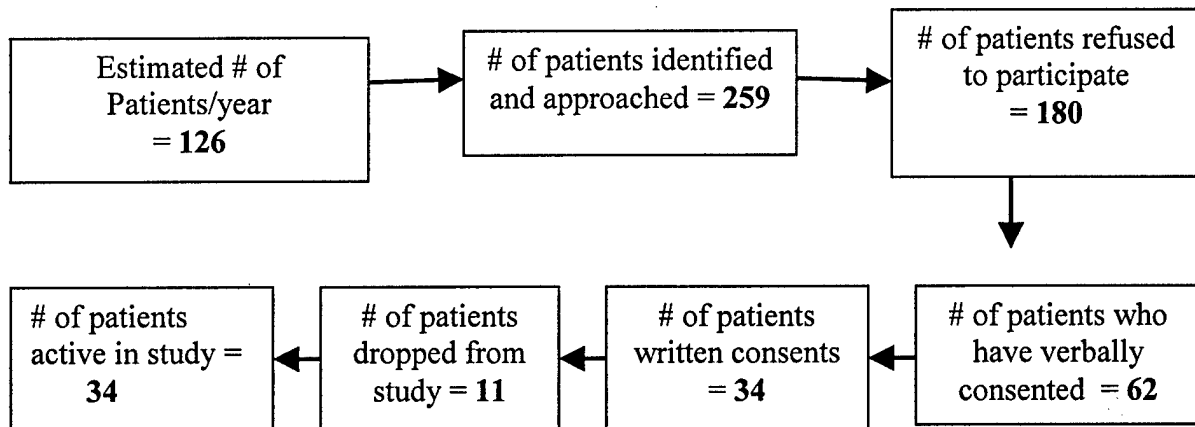 Estimated # of
Patients/year
= 126
# of patients identified
and approached = 259
# of patients refused
to participate
= 180
# of patients
active in study =
34
# of patients
dropped from
study = 11
# of patients
written consents
= 34
# of patients who
have verbally
consented = 62